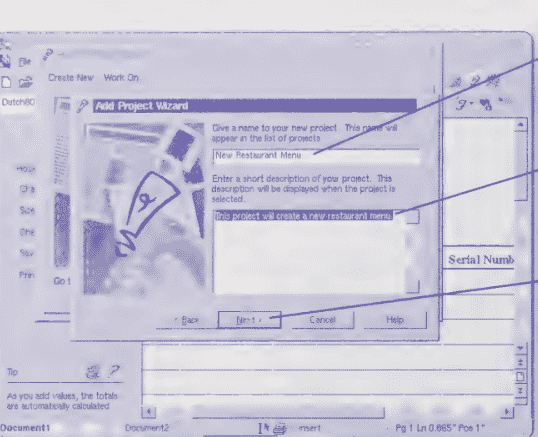 File
Create New Work On
Dutch80
Add Project Wizard
Give a name to your new project. This name will
appear in the list of projects
New Restaurant Menu
Enter a short description of your project. This
description will be displayed when the project is
selected.
This project will create a new restaurant menu
Serial Numb
Prin
Go t
< Back Next > Cancel Help
Tip
As you add values, the totals
are automatically calculated
Document1 Document2 Insert Pg 1 Ln 0.665" Pos 1"